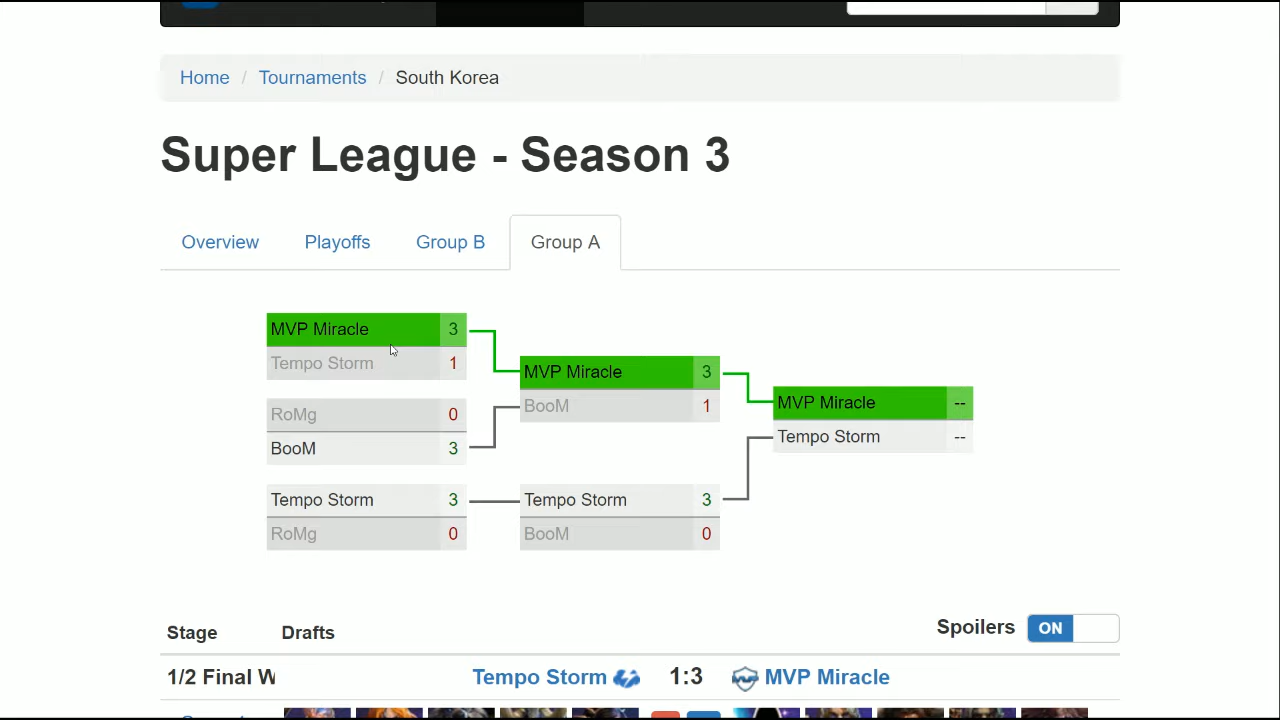 Home / Tournaments / South Korea
Super League - Season 3
Overview Playoffs Group B Group A
MVP Miracle 3
Tempo Storm 1
RoMg 0
BooM 3
Tempo Storm 3
RoMg 0
MVP Miracle 3
BooM 1
Tempo Storm 3
BooM 0
MVP Miracle --
Tempo Storm --
Spoilers ON
Stage Drafts
1/2 Final W Tempo Storm 1:3 MVP Miracle